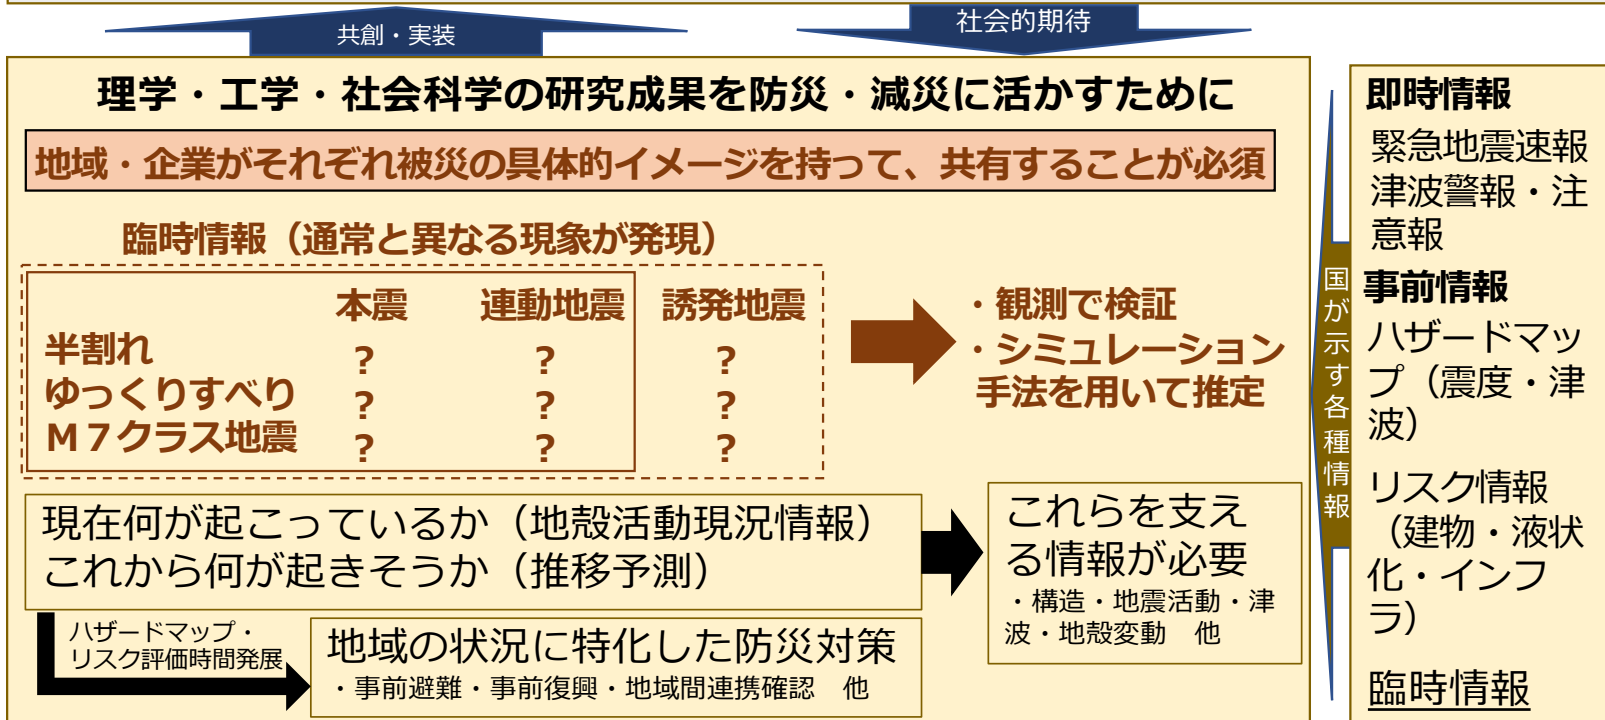 共創・実装
社会的期待
理学・工学・社会科学の研究成果を防災・減災に活かすために
地域・企業がそれぞれ被災の具体的イメージを持って、共有することが必須
臨時情報（通常と異なる現象が発現）
本震 連動地震 誘発地震
半割れ ? ? ?
ゆっくりすべり ? ? ?
M７クラス地震 ? ? ?
・観測で検証
・シミュレーション
手法を用いて推定
現在何が起こっているか（地殻活動現況情報）
これから何が起きそうか（推移予測）
これらを支え
る情報が必要
・構造・地震活動・津
波・地殻変動　他
ハザードマップ・
リスク評価時間発展
地域の状況に特化した防災対策
・事前避難・事前復興・地域間連携確認　他
国が示す各種情報
即時情報
緊急地震速報
津波警報・注
意報
事前情報
ハザードマッ
プ（震度・津
波）
リスク情報
（建物・液状
化・インフ
ラ）
臨時情報